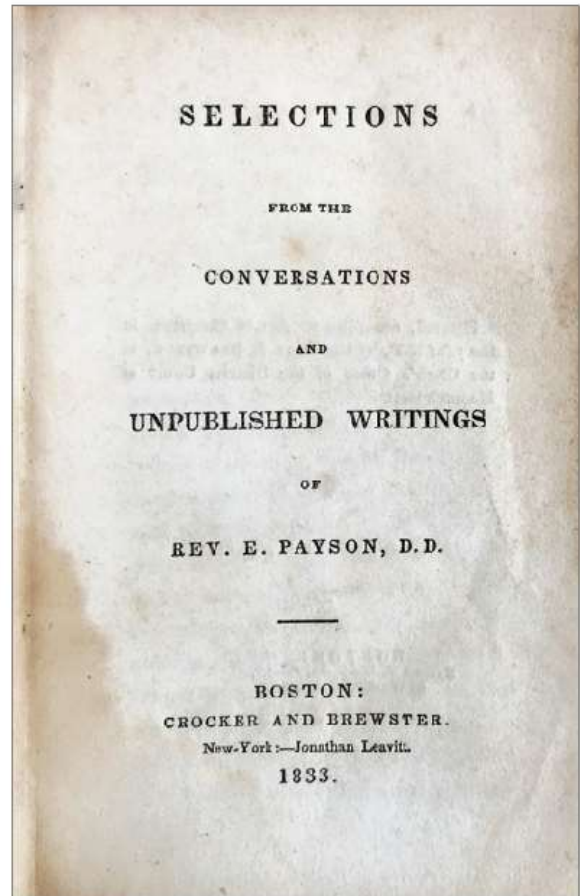 SELECTIONS
FROM THE
CONVERSATIONS
AND
UNPUBLISHED WRITINGS
OF
REV. E. PAYSON, D.D.
BOSTON:
CROCKER AND BREWSTER.
New-York:—Jonathan Leavitt.
1833.